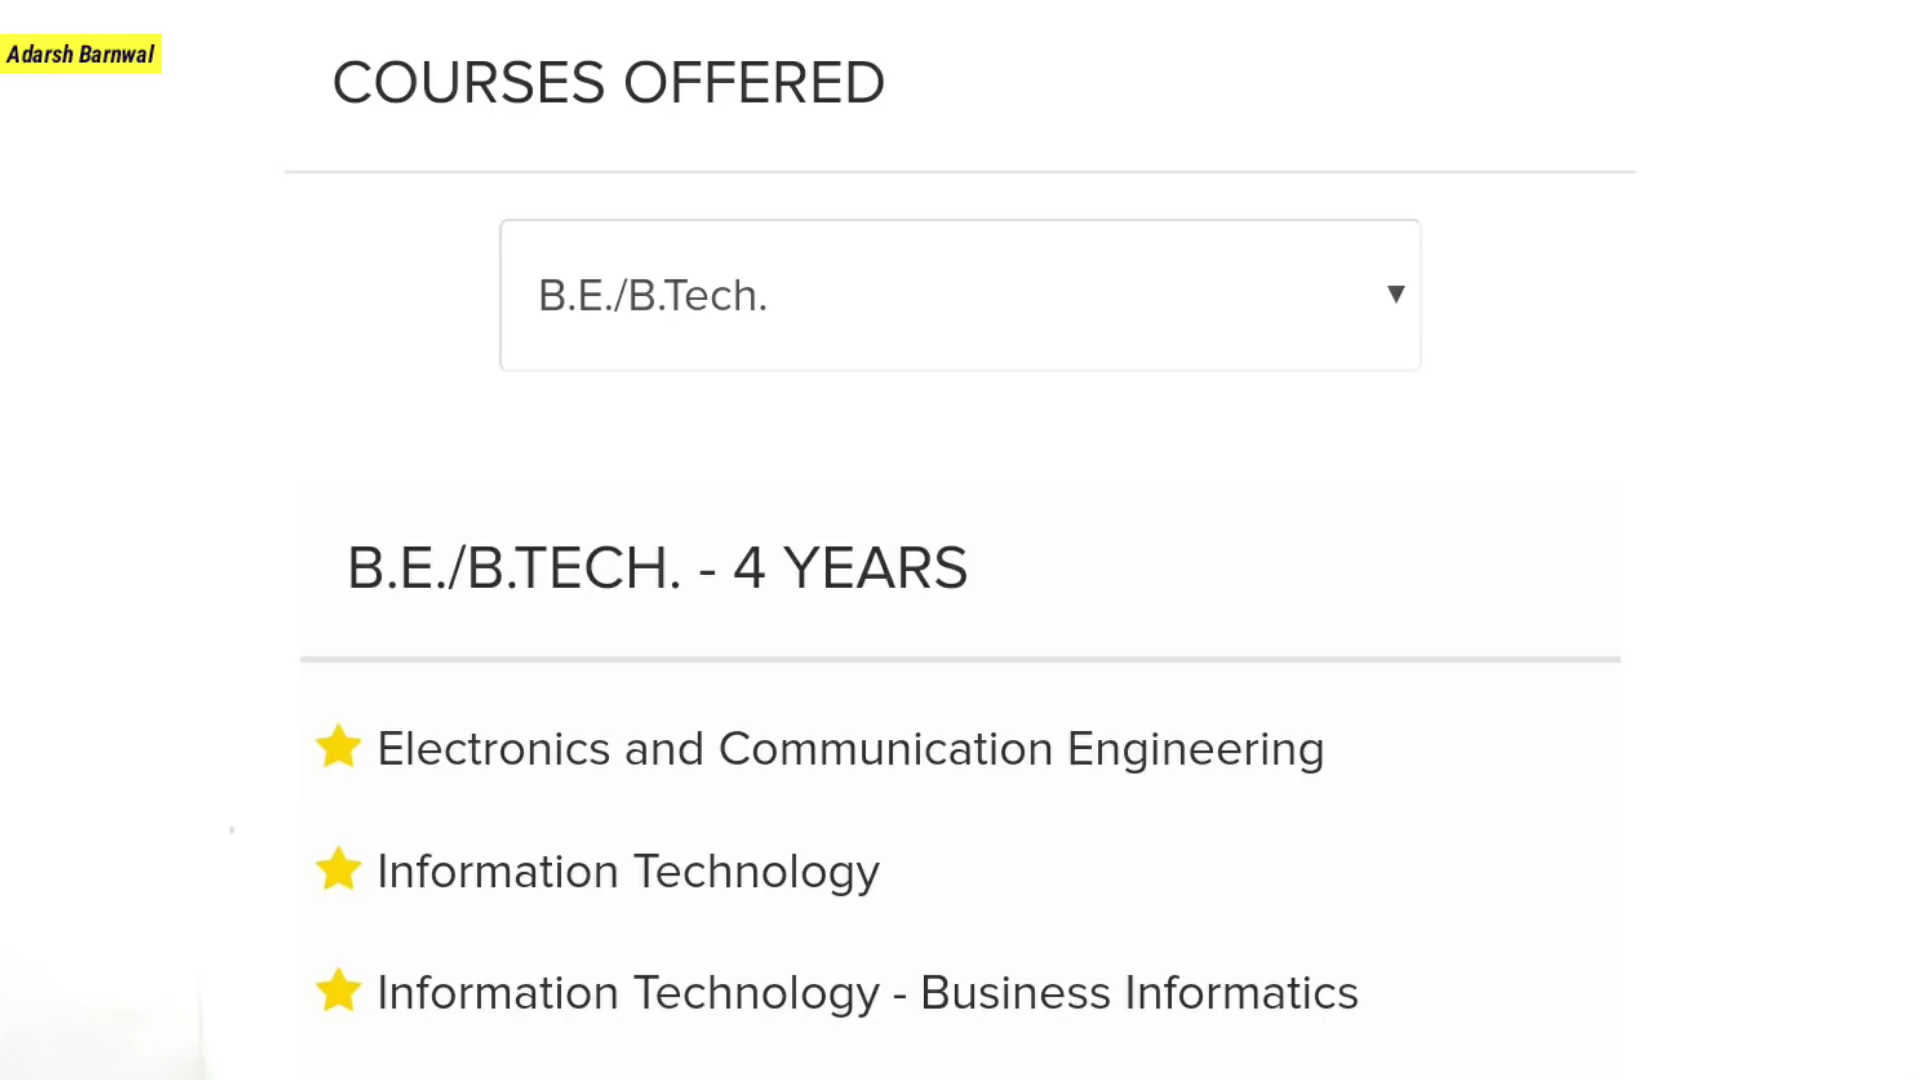 Adarsh Barnwal
COURSES OFFERED
B.E./B.Tech.
B.E./B.TECH. - 4 YEARS
Electronics and Communication Engineering
Information Technology
Information Technology - Business Informatics